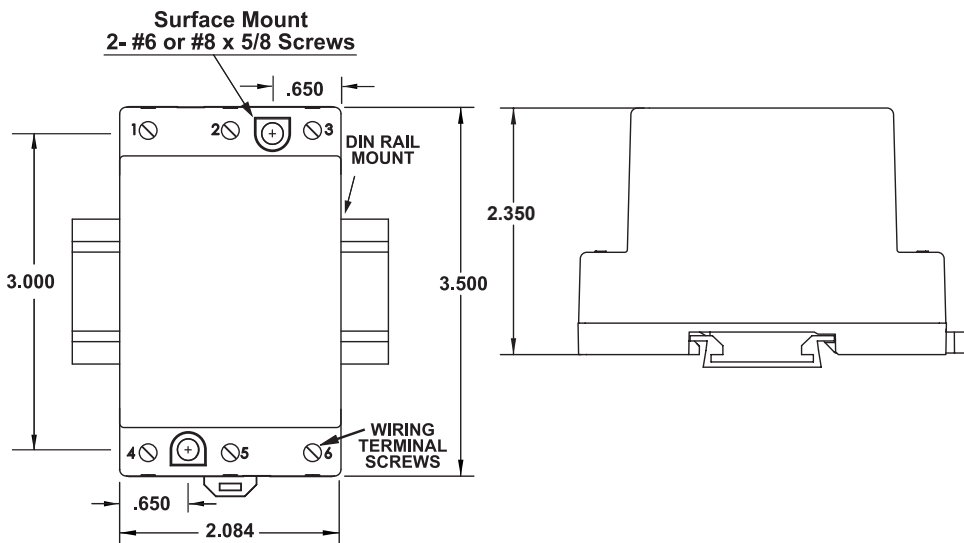 Surface Mount
2- #6 or #8 x 5/8 Screws
.650
1
2
3
DIN RAIL
MOUNT
2.350
3.000
3.500
4
5
6
WIRING
TERMINAL
SCREWS
.650
2.084